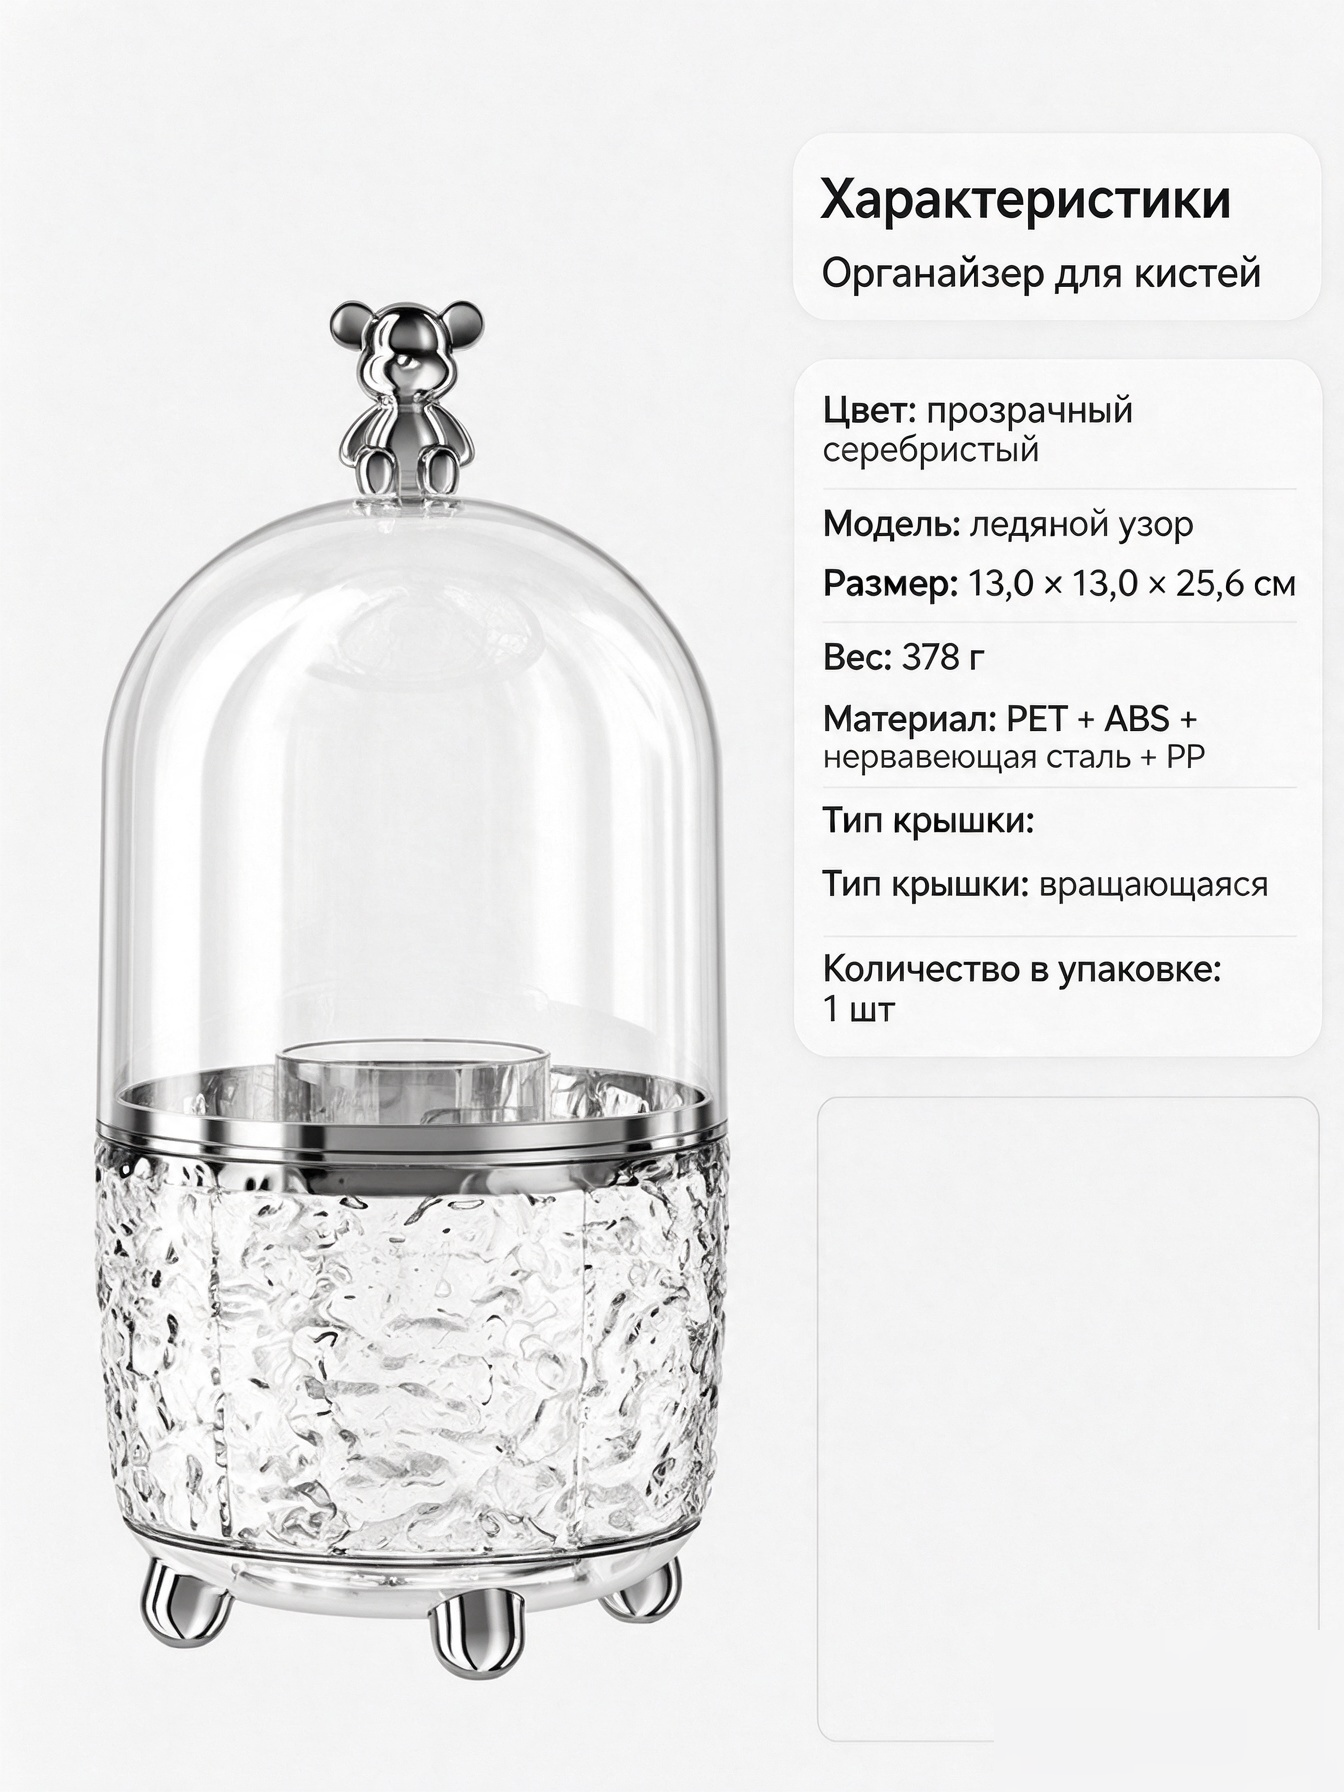 Характеристики
Органайзер для кистей
Цвет: прозрачный
серебристый
Модель: ледяной узор
Размер: 13,0 × 13,0 × 25,6 см
Вес: 378 г
Материал: PET + ABS +
нервавеющая сталь + PP
Тип крышки:
Тип крышки: вращающаяся
Количество в упаковке:
1 шт